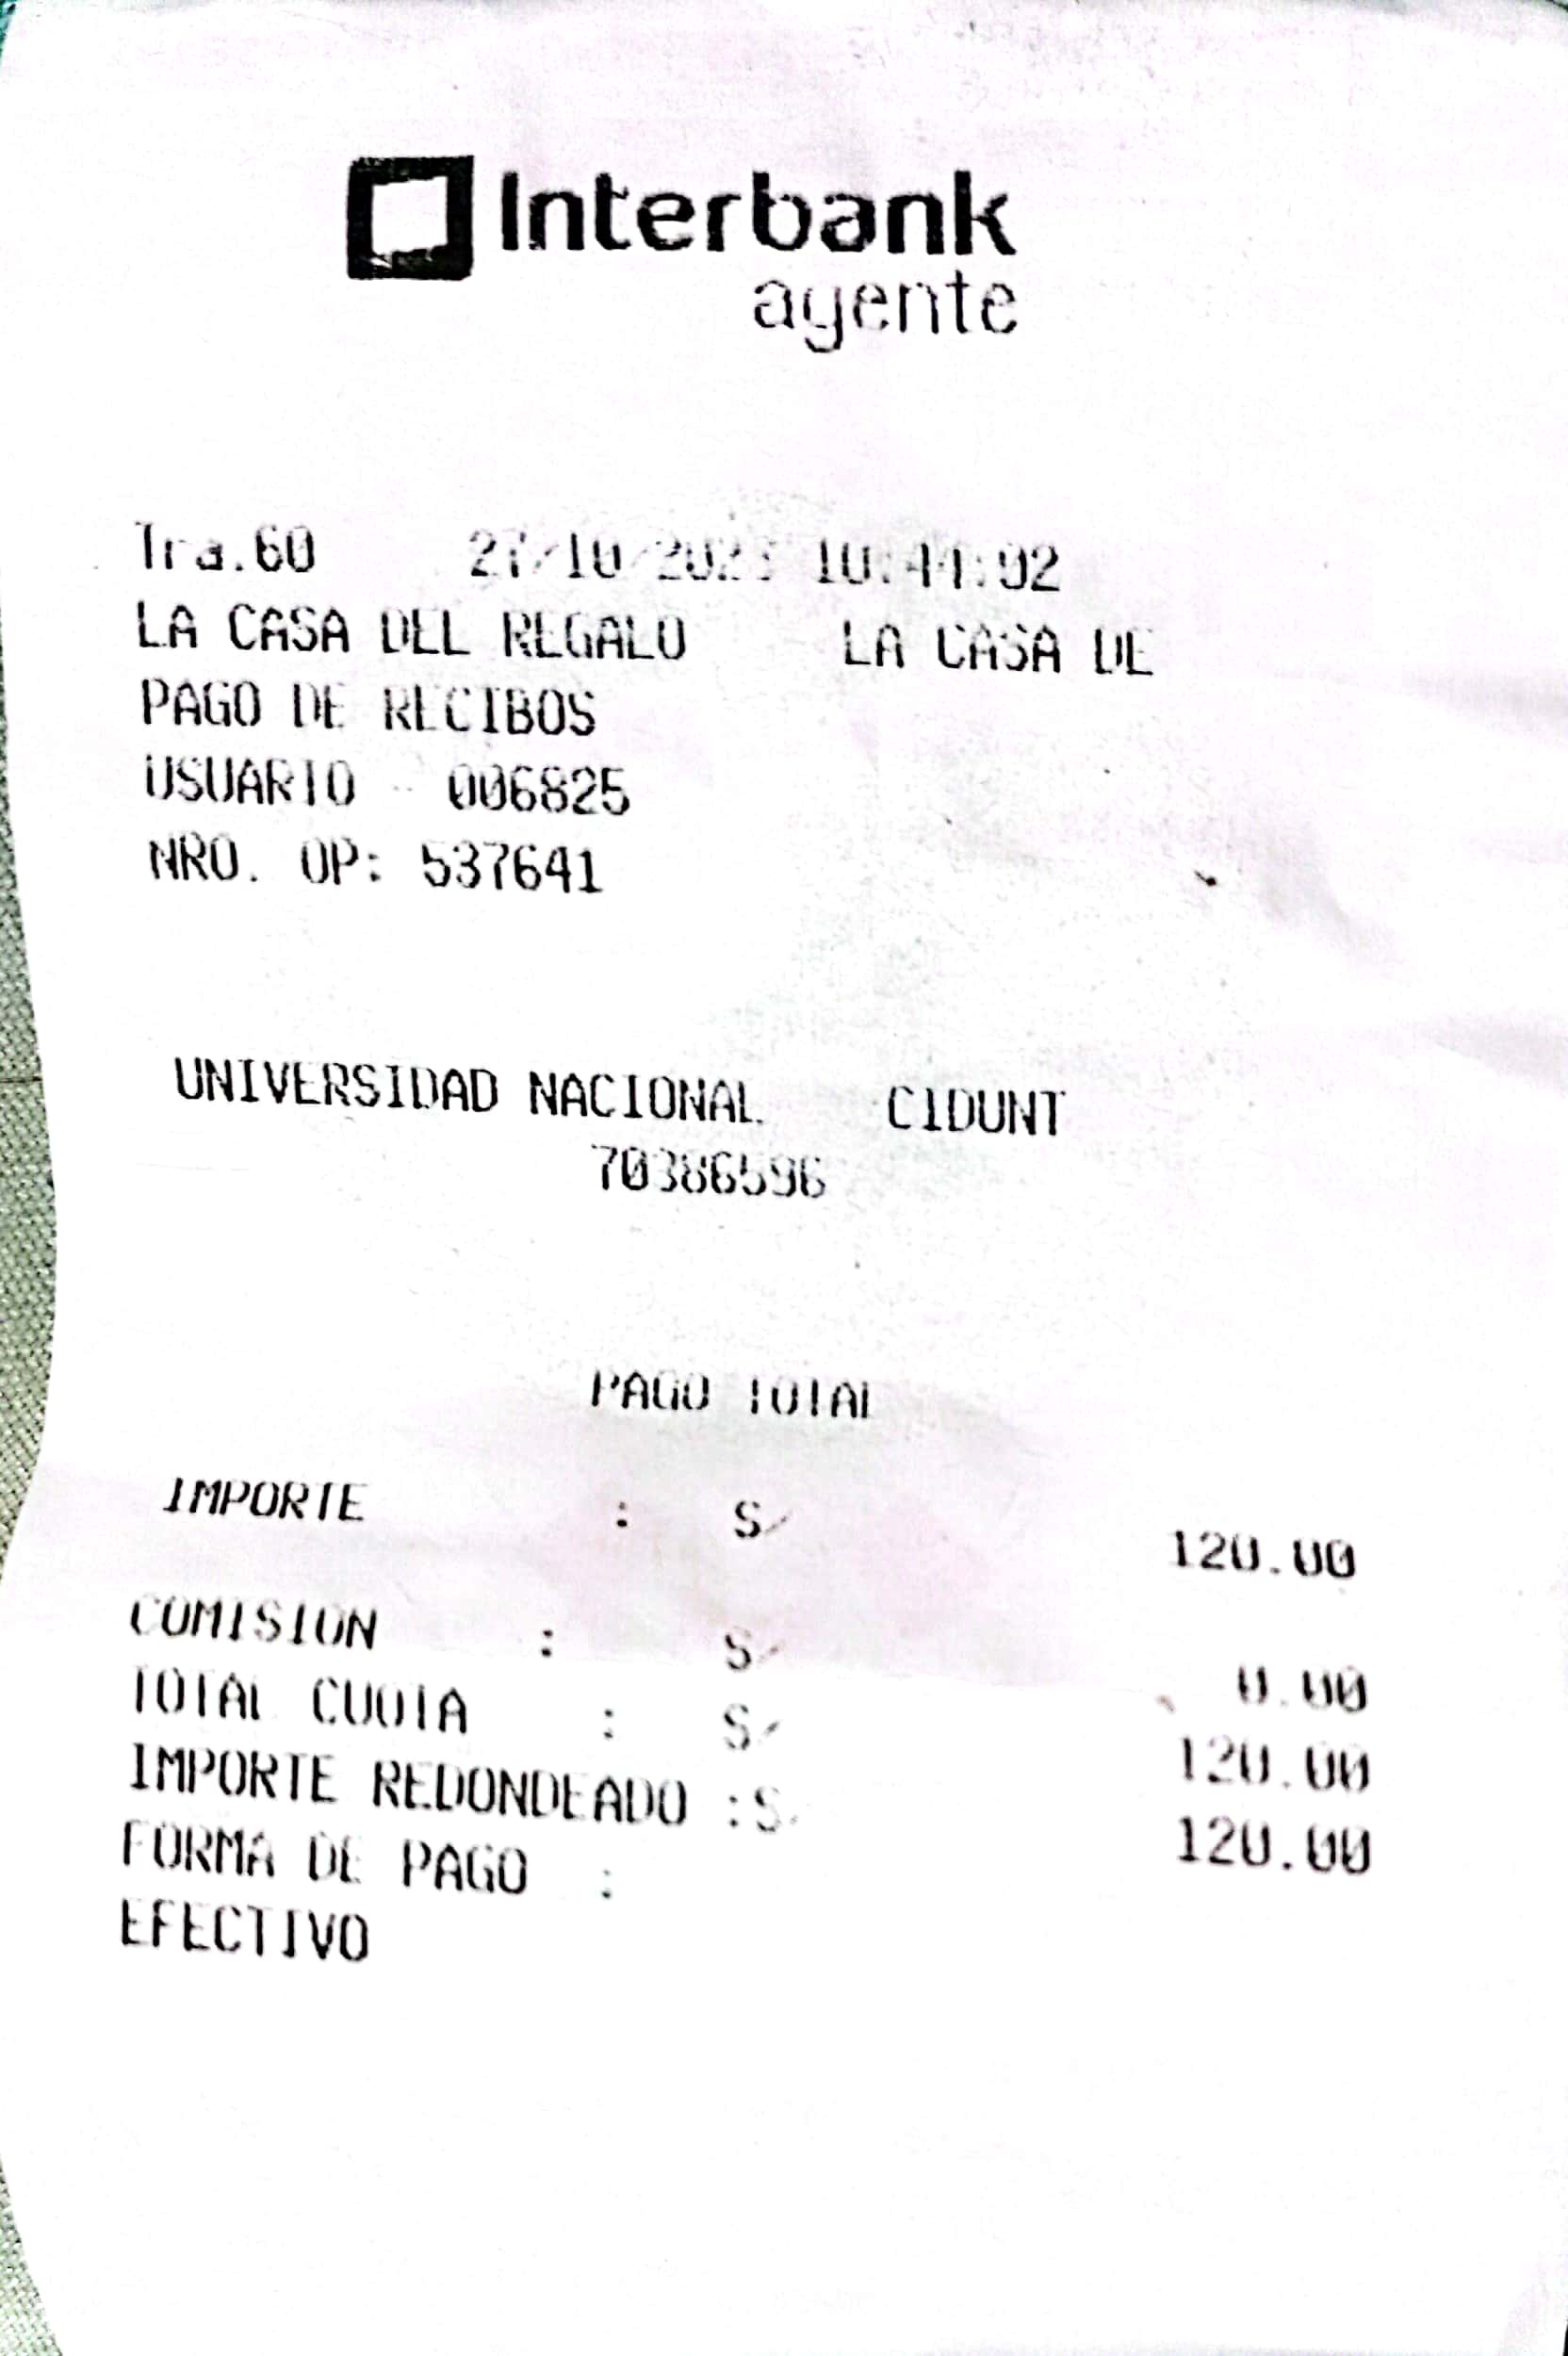 Interbank
agente
Tra.60 27/10/2023 10:44:02
LA CASA DEL REGALO LA CASA DE
PAGO DE RECIBOS
USUARIO 006825
NRO. OP: 537641
UNIVERSIDAD NACIONAL CIDUNT
70386596
PAGO TOTAL
IMPORTE : S/ 120.00
COMISION : S/ 0.00
TOTAL CUOTA : S/ 120.00
IMPORTE REDONDEADO :S/ 120.00
FORMA DE PAGO :
EFECTIVO